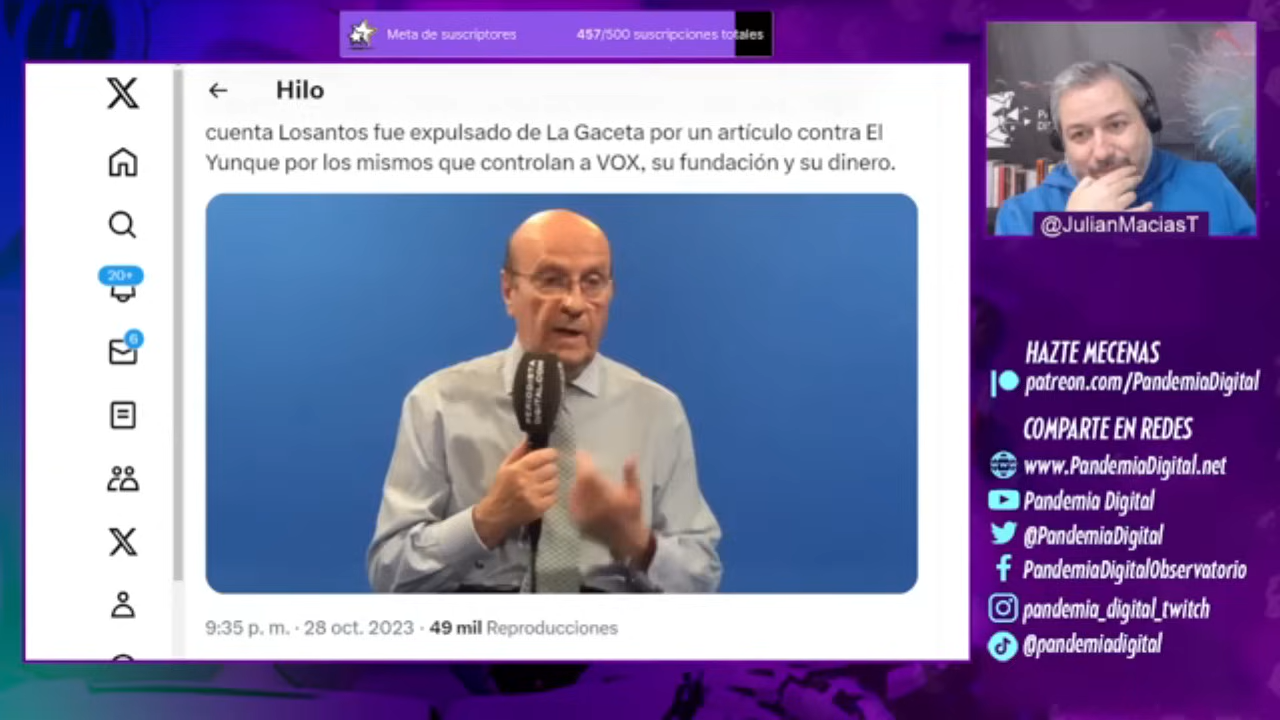 Meta de suscriptores 457/500 suscripciones totales
Hilo
cuenta Losantos fue expulsado de La Gaceta por un artículo contra El
Yunque por los mismos que controlan a VOX, su fundación y su dinero.
20+
6
PERIODISTA
DIGITAL.COM
9:35 p. m. · 28 oct. 2023 · 49 mil Reproducciones
@JulianMaciasT
HAZTE MECENAS
patreon.com/PandemiaDigital
COMPARTE EN REDES
www.PandemiaDigital.net
Pandemia Digital
@PandemiaDigital
PandemiaDigitalObservatorio
pandemia_digital_twitch
@pandemiadigital